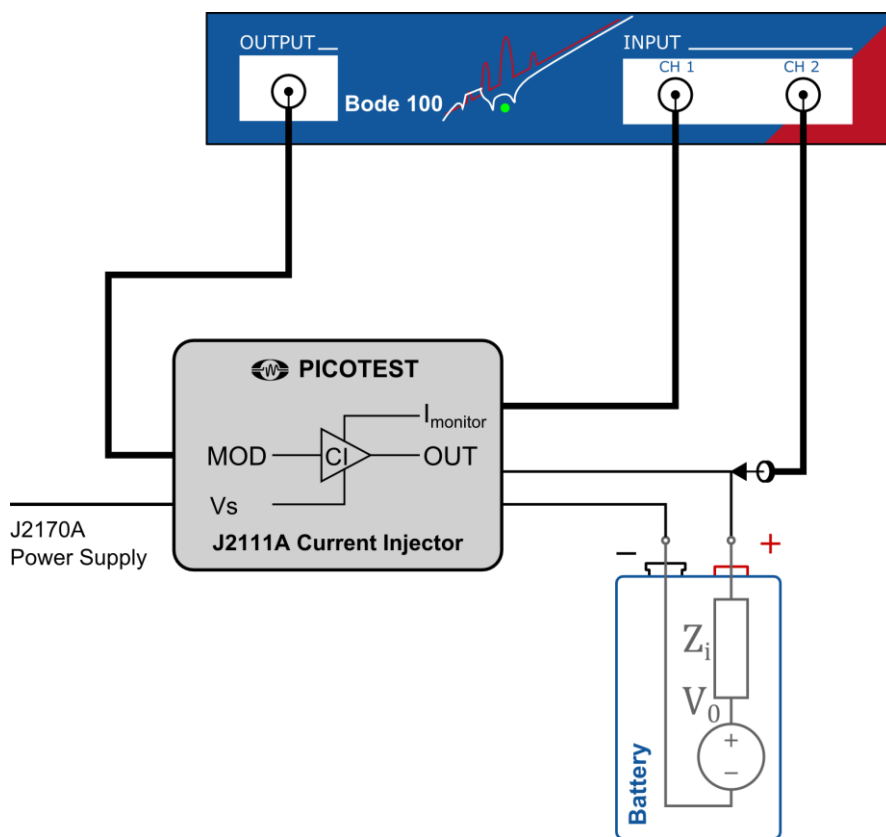 OUTPUT
INPUT
CH 1
CH 2
Bode 100
PICOTEST
Imonitor
MOD
CI
OUT
Vs
J2111A Current Injector
J2170A
Power Supply
− +
Zi
V0
+
−
Battery